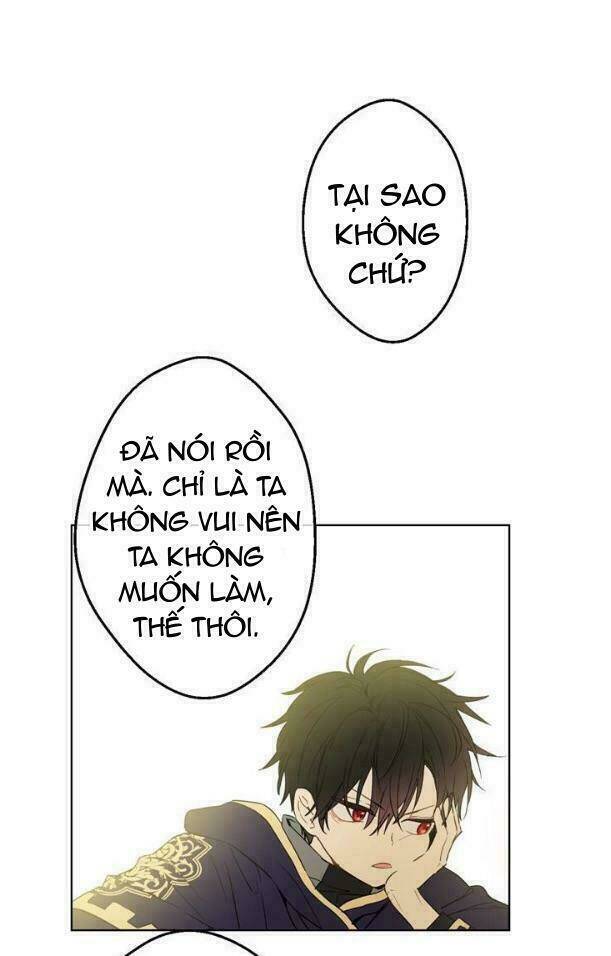 TẠI SAO
KHÔNG
CHỨ?
ĐÃ NÓI RỒI
MÀ. CHỈ LÀ TA
KHÔNG VUI NÊN
TA KHÔNG
MUỐN LÀM,
THẾ THÔI.